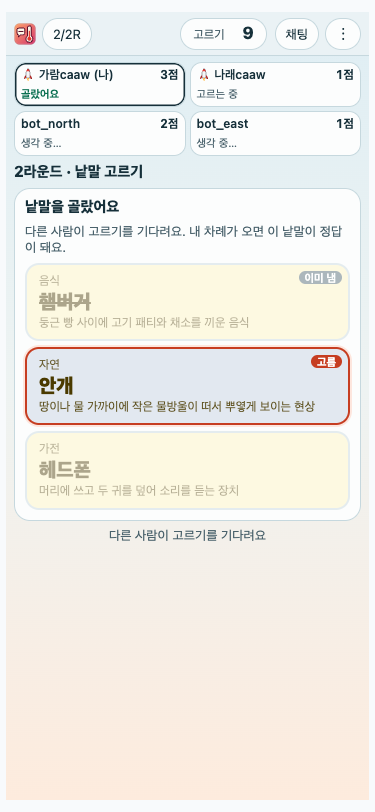 2/2R
고르기 9
채팅
⋮
가람caaw (나) 3점
골랐어요
나래caaw 1점
고르는 중
bot_north 2점
생각 중...
bot_east 1점
생각 중...
2라운드 · 낱말 고르기
낱말을 골랐어요
다른 사람이 고르기를 기다려요. 내 차례가 오면 이 낱말이 정답
이 돼요.
음식 이미 냄
햄버거
둥근 빵 사이에 고기 패티와 채소를 끼운 음식
자연 고름
안개
땅이나 물 가까이에 작은 물방울이 떠서 뿌옇게 보이는 현상
가전
헤드폰
머리에 쓰고 두 귀를 덮어 소리를 듣는 장치
다른 사람이 고르기를 기다려요